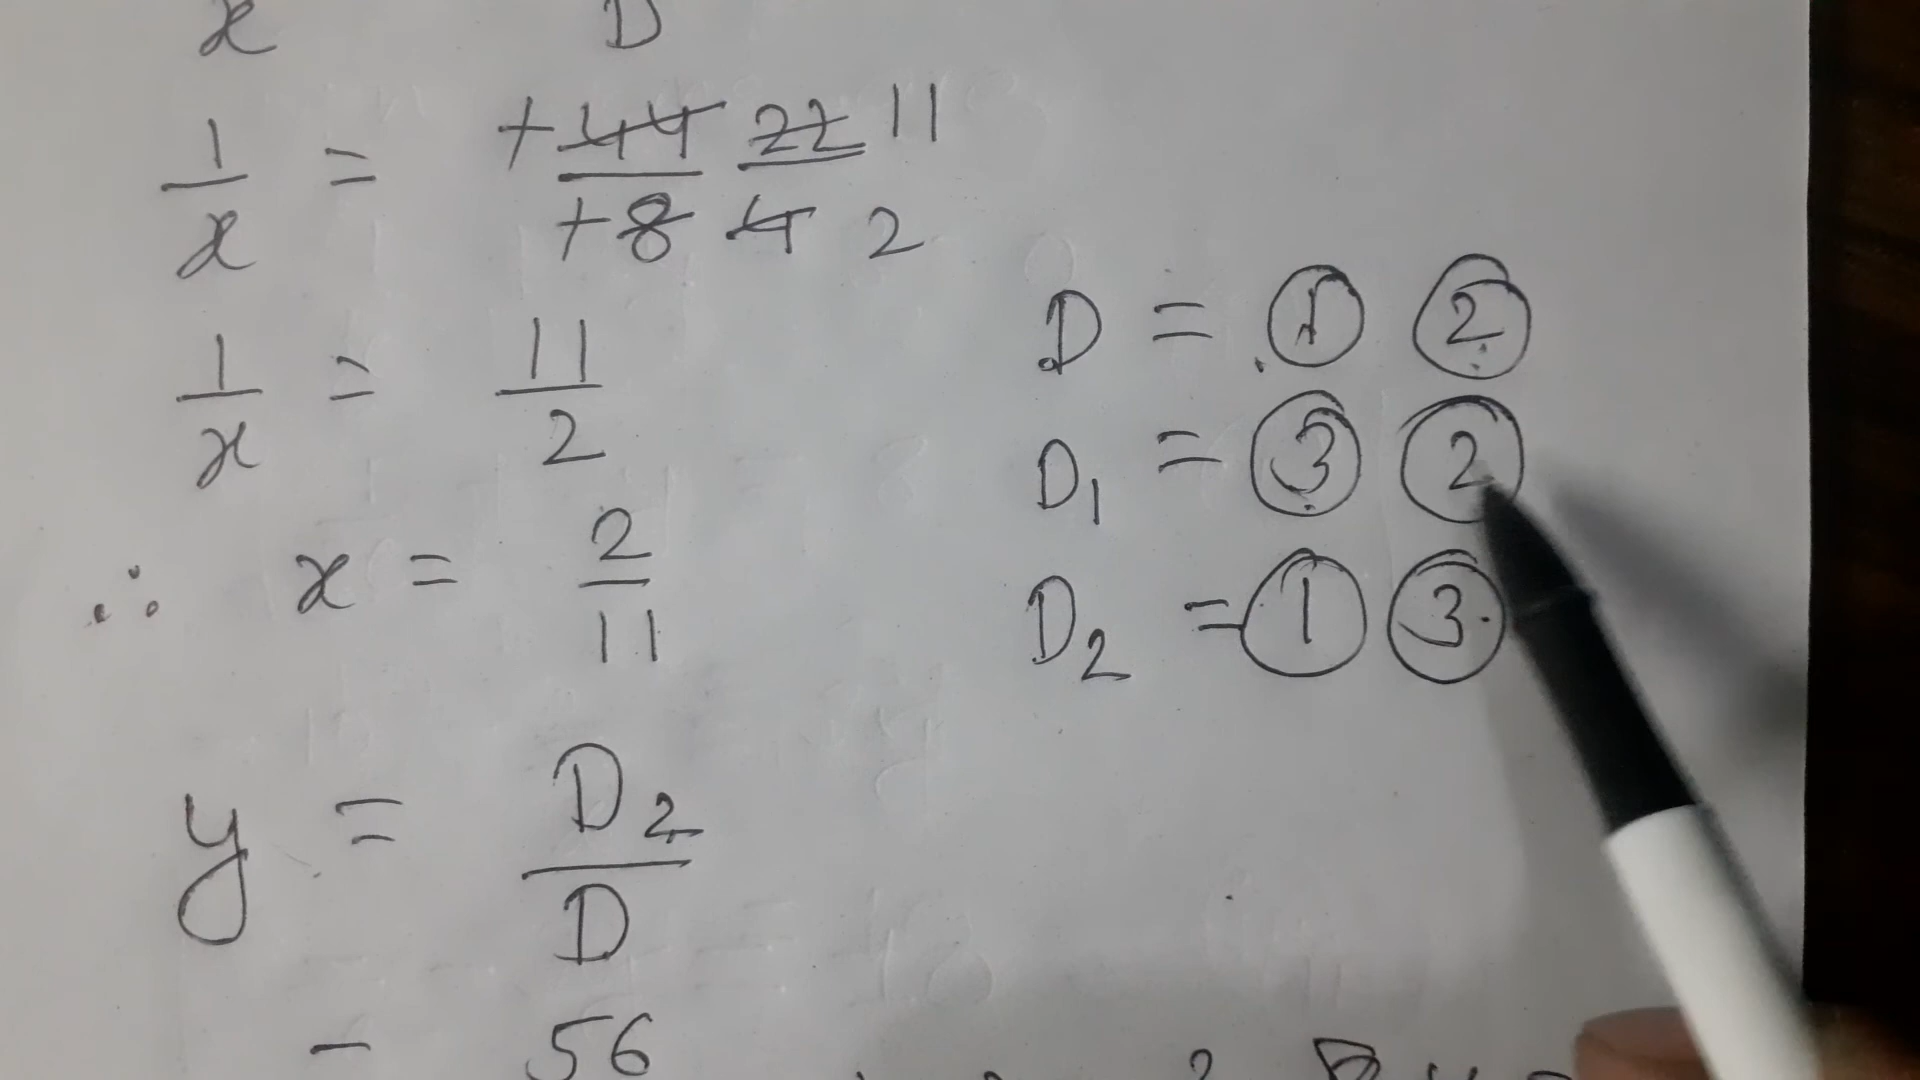 x D
1/x = +44/+8 22/4 11/2
1/x = 11/2
∴ x = 2/11
y = D2/D
= 56
D = 1 2
D1 = 3 2
D2 = 1 3